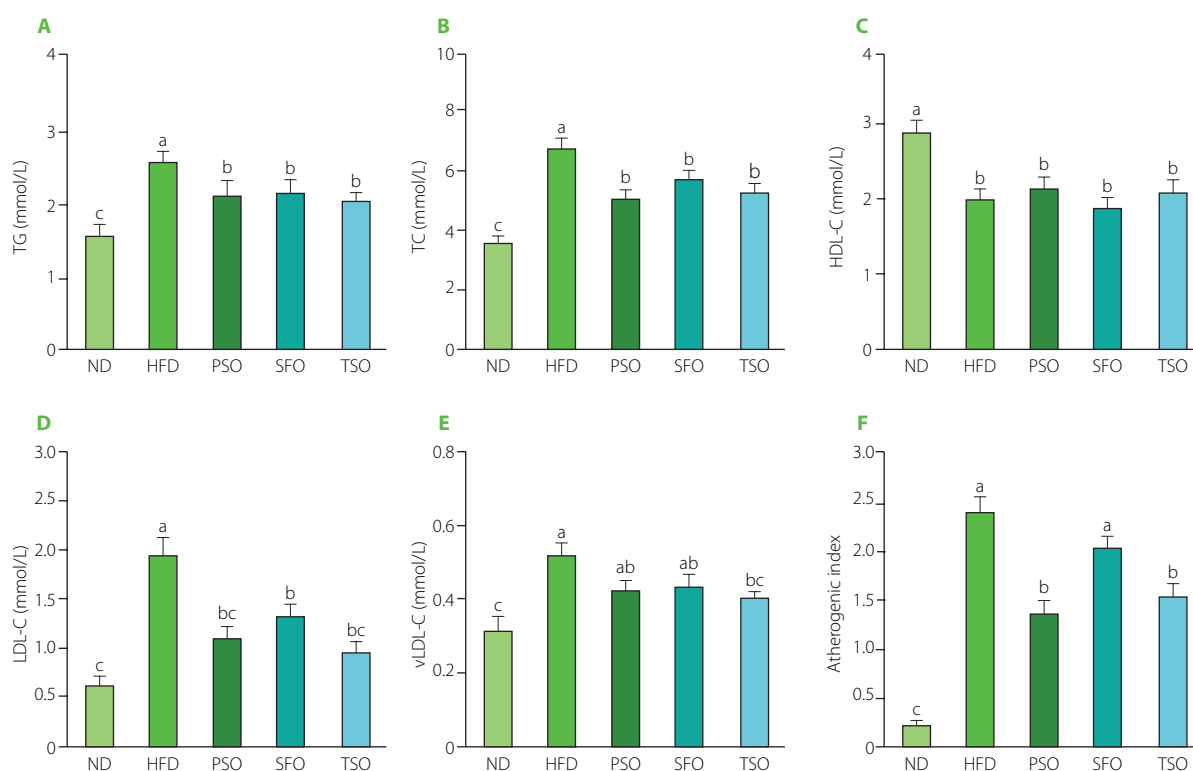 A
TG (mmol/L)
4
3
2
1
0
c
a
b
b
b
ND HFD PSO SFO TSO
B
TC (mmol/L)
10
8
6
4
2
0
c
a
b
b
b
ND HFD PSO SFO TSO
C
HDL-C (mmol/L)
4
3
2
1
0
a
b
b
b
b
ND HFD PSO SFO TSO
D
LDL-C (mmol/L)
3.0
2.5
2.0
1.5
1.0
0.5
0
c
a
bc
b
bc
ND HFD PSO SFO TSO
E
vLDL-C (mmol/L)
0.8
0.6
0.4
0.2
0
c
a
ab
ab
bc
ND HFD PSO SFO TSO
F
Atherogenic index
3.0
2.5
2.0
1.5
1.0
0.5
0
c
a
b
a
b
ND HFD PSO SFO TSO